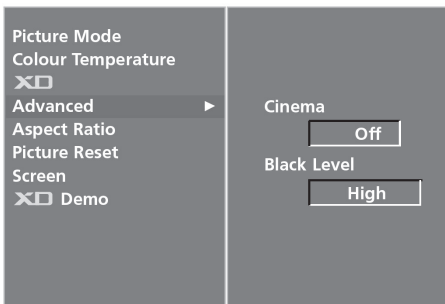 Picture Mode
Colour Temperature
XD
Advanced ►
Aspect Ratio
Picture Reset
Screen
XD Demo
Cinema
Off
Black Level
High